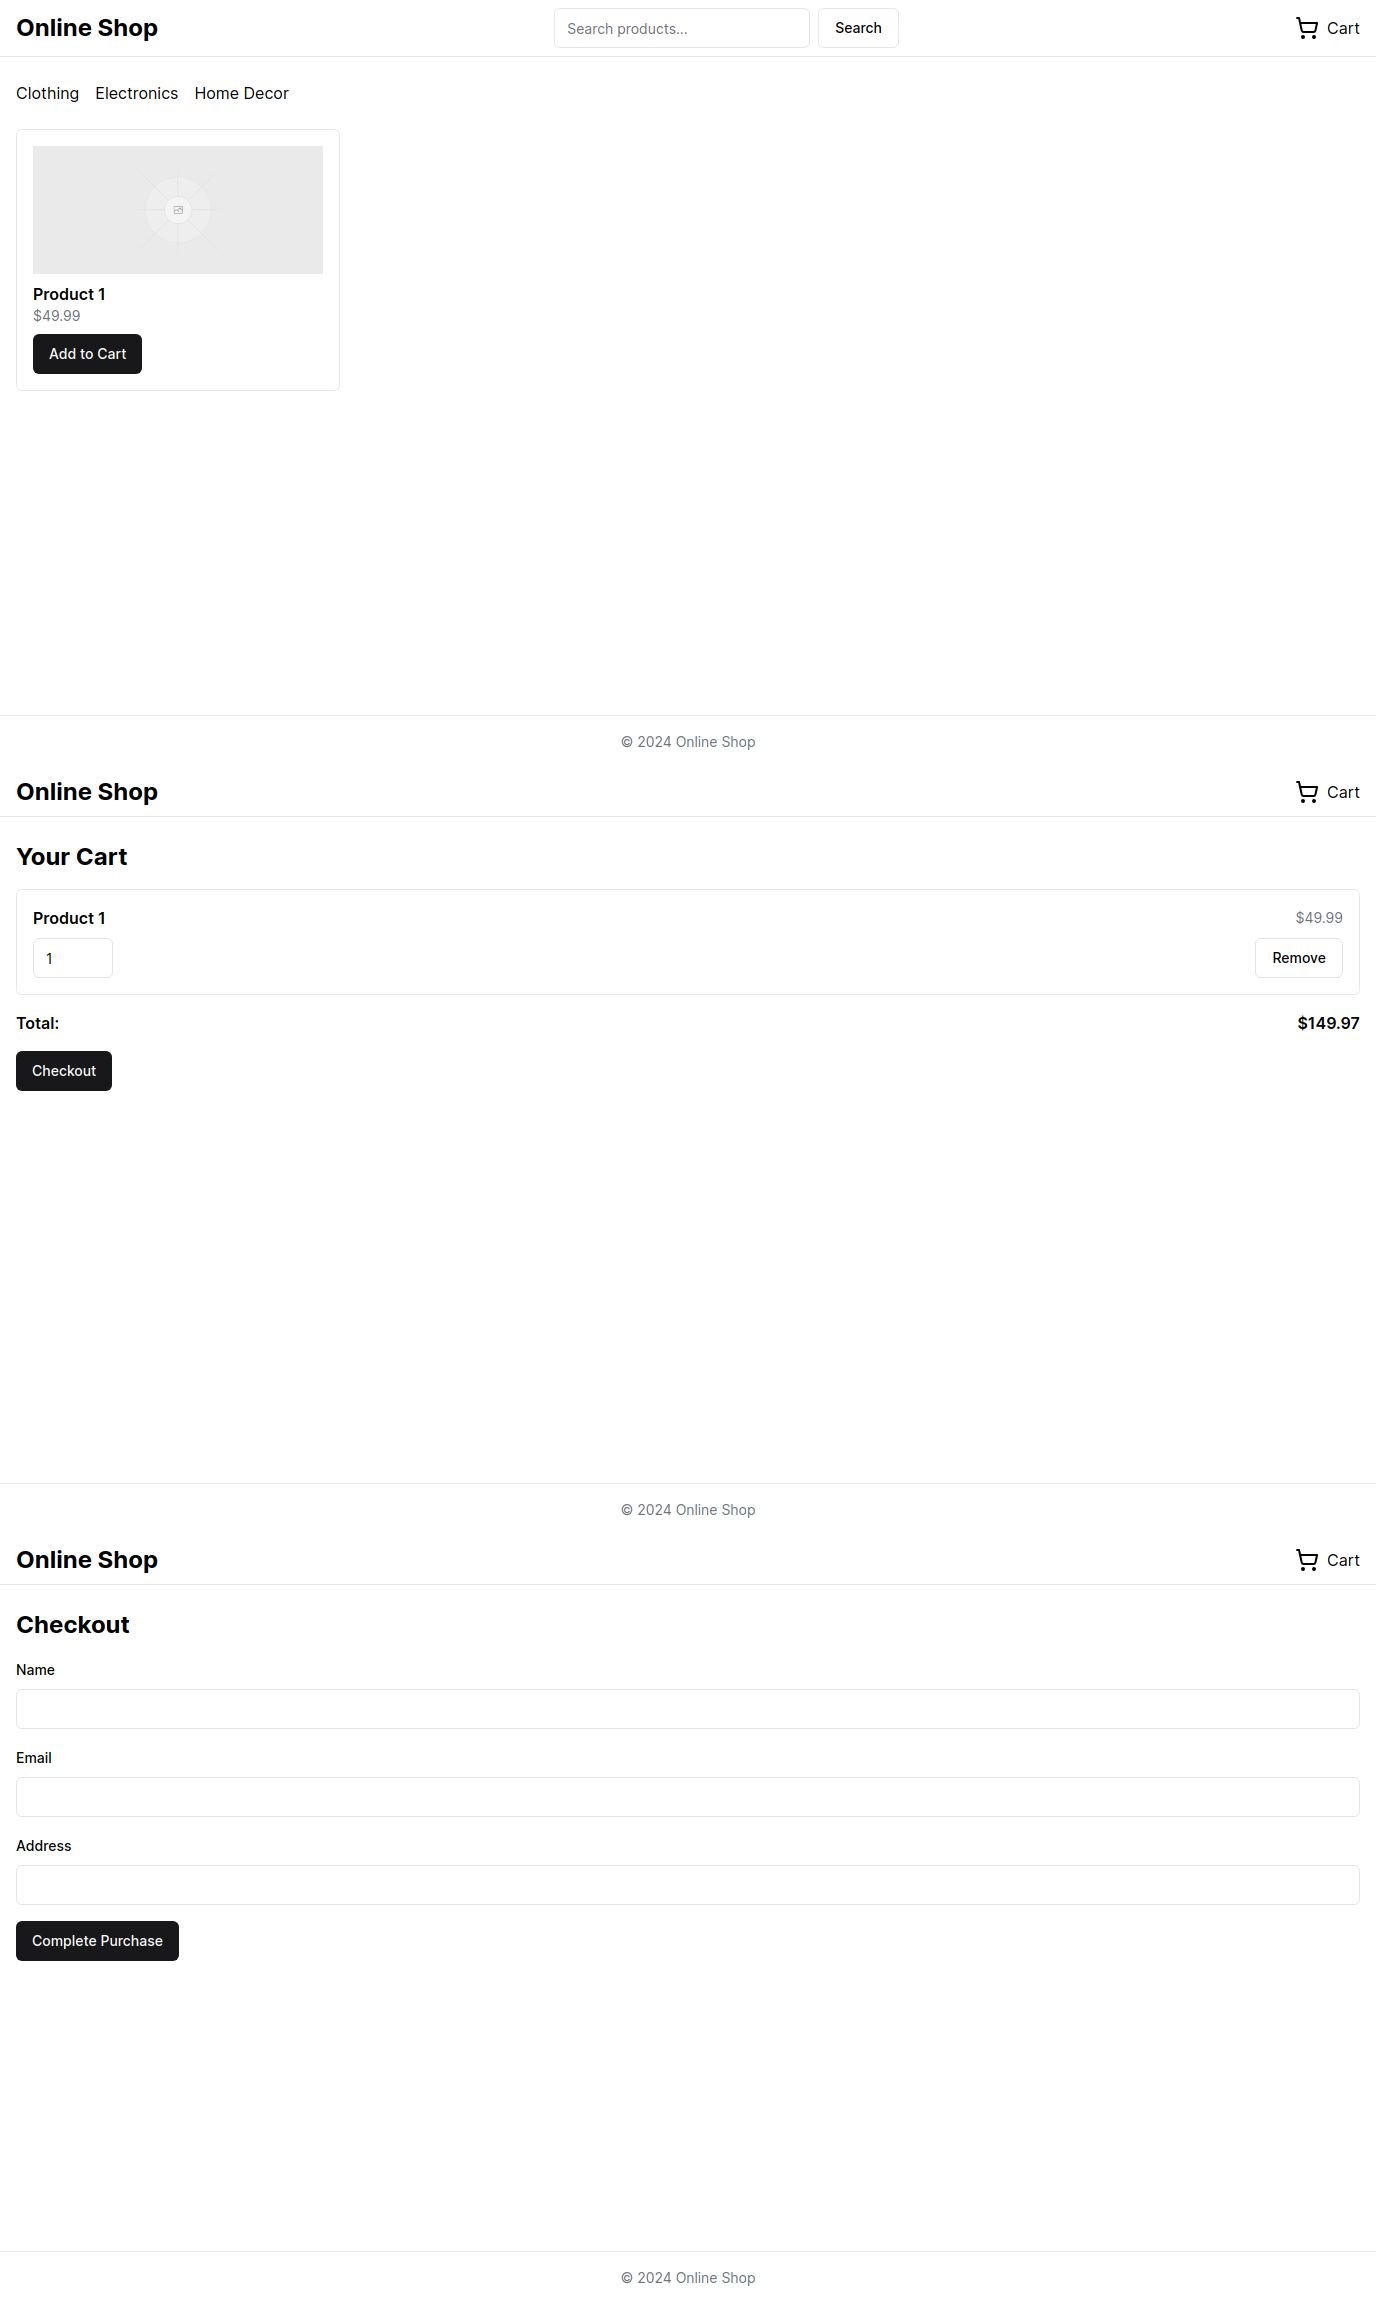 Online Shop
Search products...
Search
Cart
Clothing Electronics Home Decor
Product 1
$49.99
Add to Cart
© 2024 Online Shop
Online Shop
Cart
Your Cart
Product 1
$49.99
1
Remove
Total:
$149.97
Checkout
© 2024 Online Shop
Online Shop
Cart
Checkout
Name
Email
Address
Complete Purchase
© 2024 Online Shop